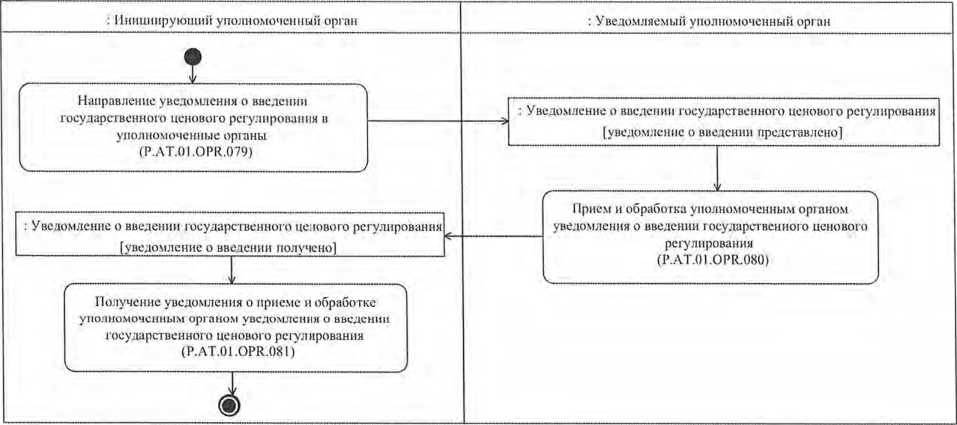 : Инициирующий уполномоченный орган
: Уведомляемый уполномоченный орган
Направление уведомления о введении
государственного ценового регулирования в
уполномоченные органы
(P.AT.01.OPR.079)
: Уведомление о введении государственного ценового регулирования
[уведомление о введении представлено]
Прием и обработка уполномоченным органом
уведомления о введении государственного ценового
регулирования
(P.AT.01.OPR.080)
: Уведомление о введении государственного целового регулирования
[уведомление о введении получено]
Получение уведомления о приеме и обработке
уполномоченным органом уведомления о введении
государственного ценового регулирования
(P.AT.01.OPR.081)